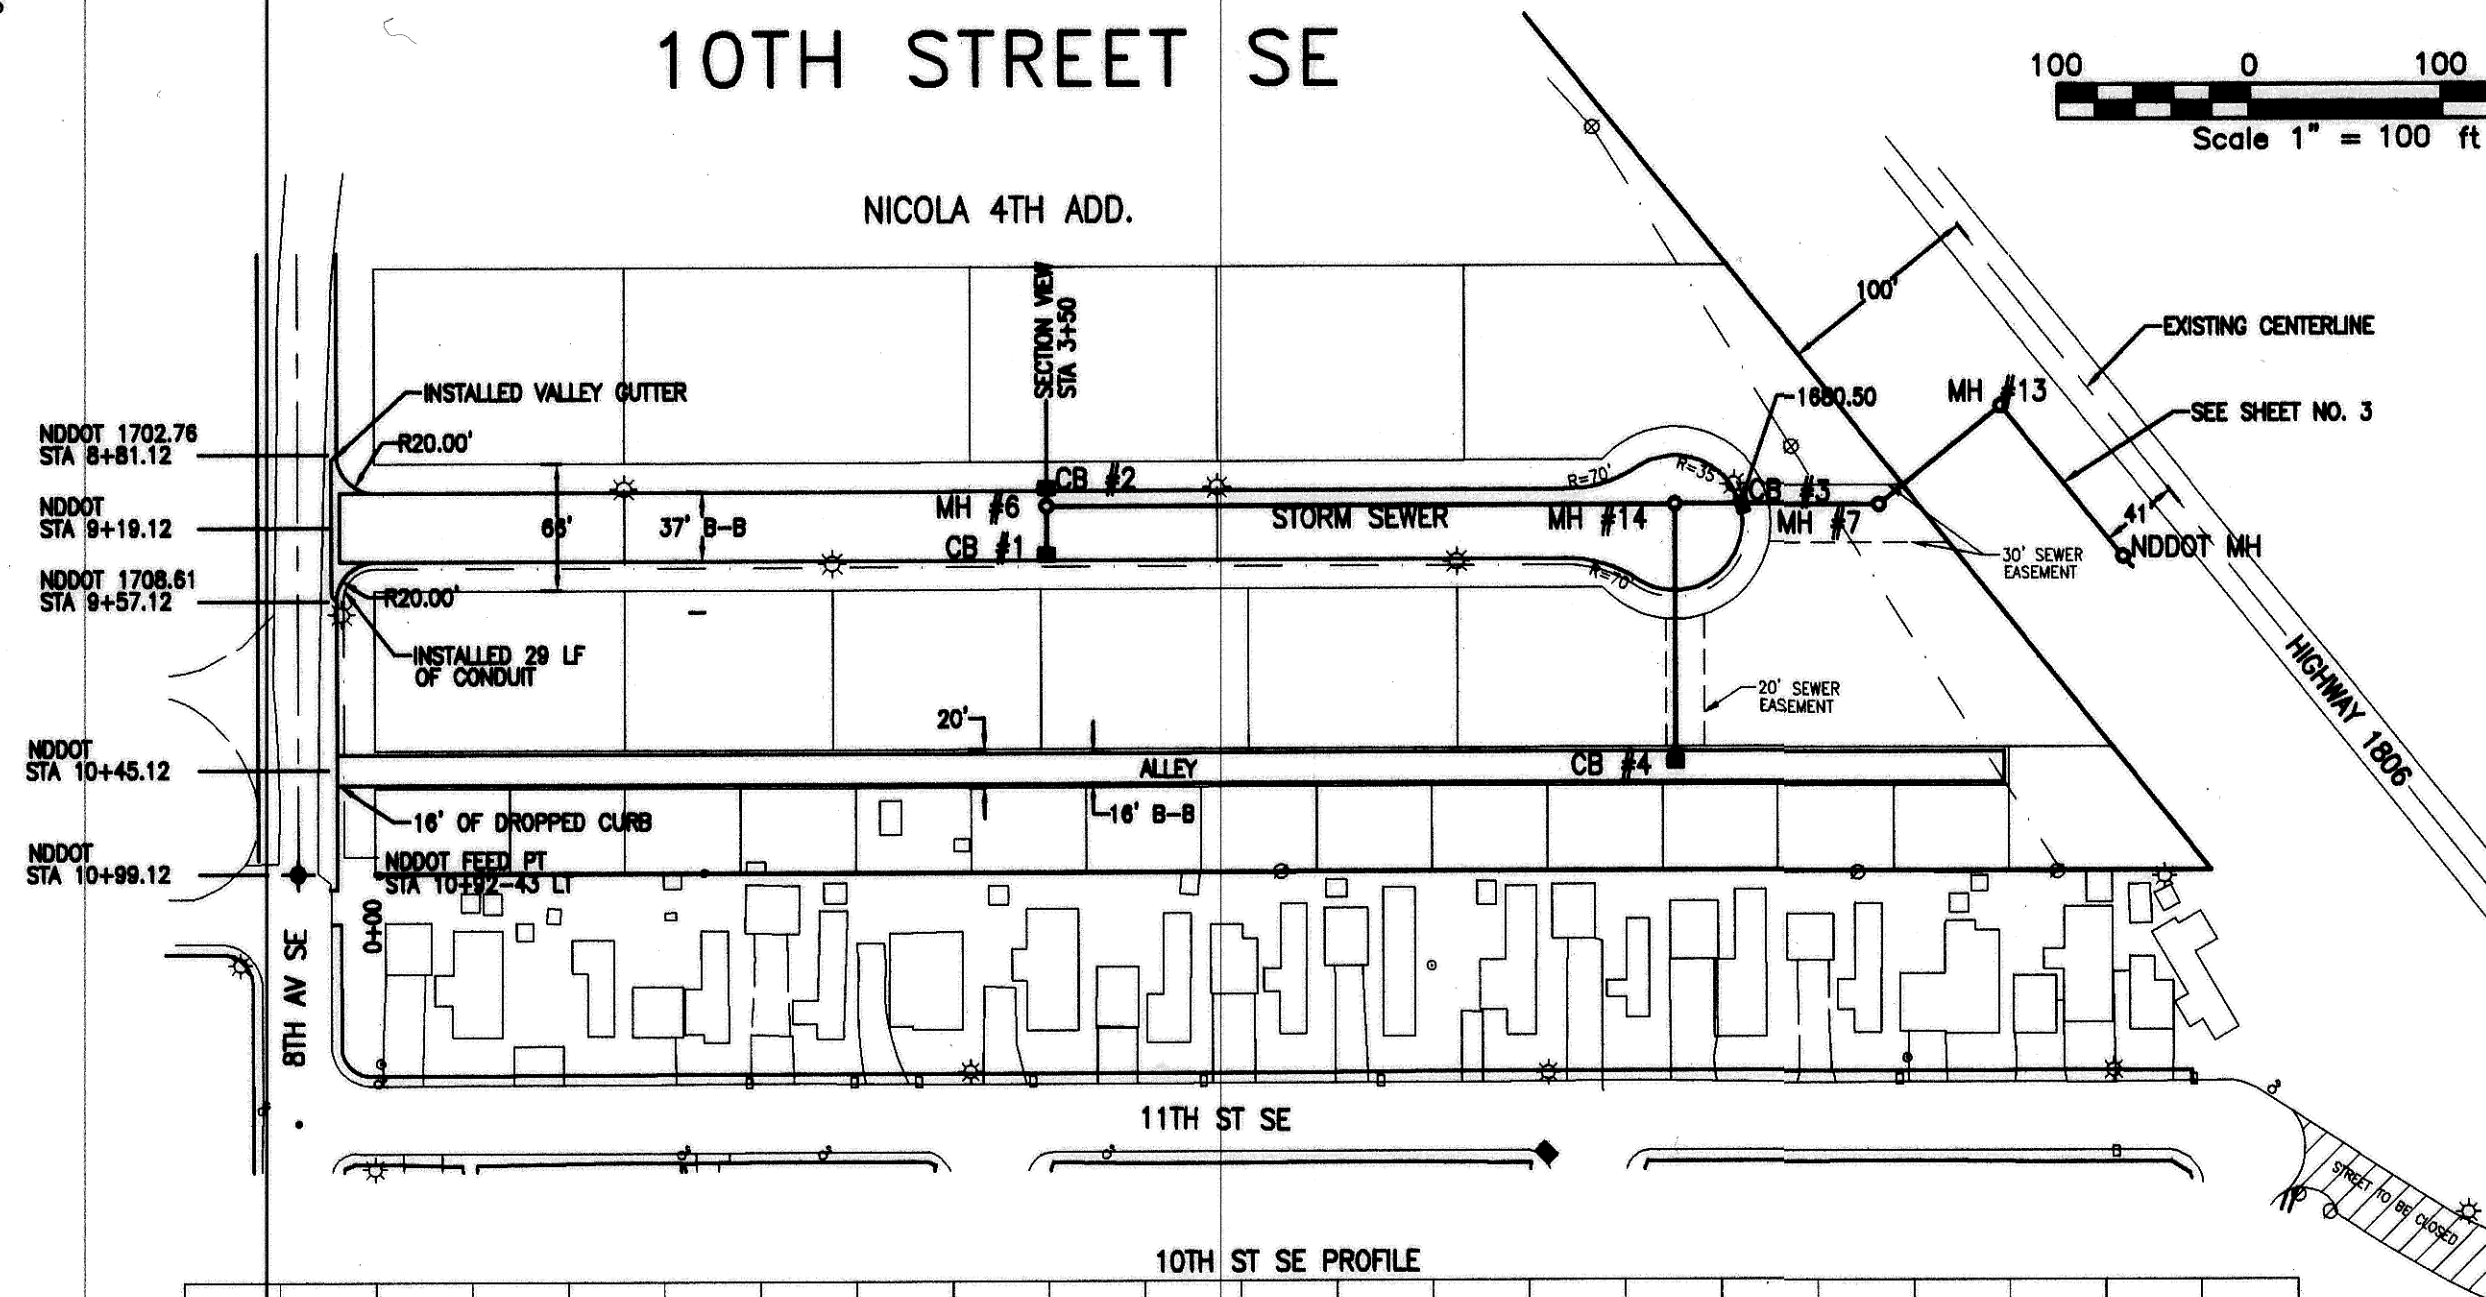 10TH STREET SE
100 0 100
Scale 1" = 100 ft
NICOLA 4TH ADD.
SECTION VIEW
STA 3+50
100'
EXISTING CENTERLINE
INSTALLED VALLEY GUTTER
1680.50
MH #13
SEE SHEET NO. 3
NDDOT 1702.76
STA 8+81.12
R20.00'
CB #2
R=70'
R=35'
CB #3
NDDOT
STA 9+19.12
66'
37' B-B
MH #6
STORM SEWER
MH #14
MH #7
41'
CB #1
NDDOT MH
30' SEWER
EASEMENT
NDDOT 1708.61
STA 9+57.12
R20.00'
R=70'
INSTALLED 29 LF
OF CONDUIT
20' SEWER
EASEMENT
HIGHWAY 1806
20'
NDDOT
STA 10+45.12
ALLEY
CB #4
16' OF DROPPED CURB
16' B-B
NDDOT
STA 10+99.12
NDDOT FEED PT
STA 10+92-43 LT
0+00
8TH AV SE
11TH ST SE
STREET TO BE CLOSED
10TH ST SE PROFILE